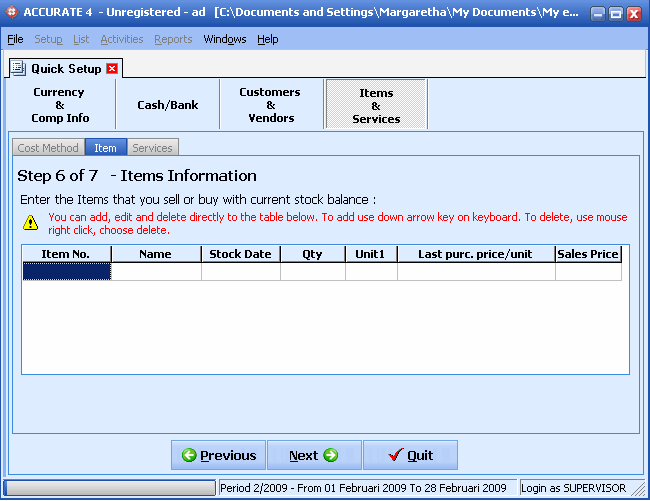 ACCURATE 4 - Unregistered - ad [C:\Documents and Settings\Margaretha\My Documents\My e...
File Setup List Activities Reports Windows Help
Quick Setup
Currency
&
Comp Info
Cash/Bank
Customers
&
Vendors
Items
&
Services
Cost Method Item Services
Step 6 of 7 - Items Information
Enter the Items that you sell or buy with current stock balance :
You can add, edit and delete directly to the table below. To add use down arrow key on keyboard. To delete, use mouse
right click, choose delete.
Item No. Name Stock Date Qty Unit1 Last purc. price/unit Sales Price
Previous Next Quit
Period 2/2009 - From 01 Februari 2009 To 28 Februari 2009 Login as SUPERVISOR